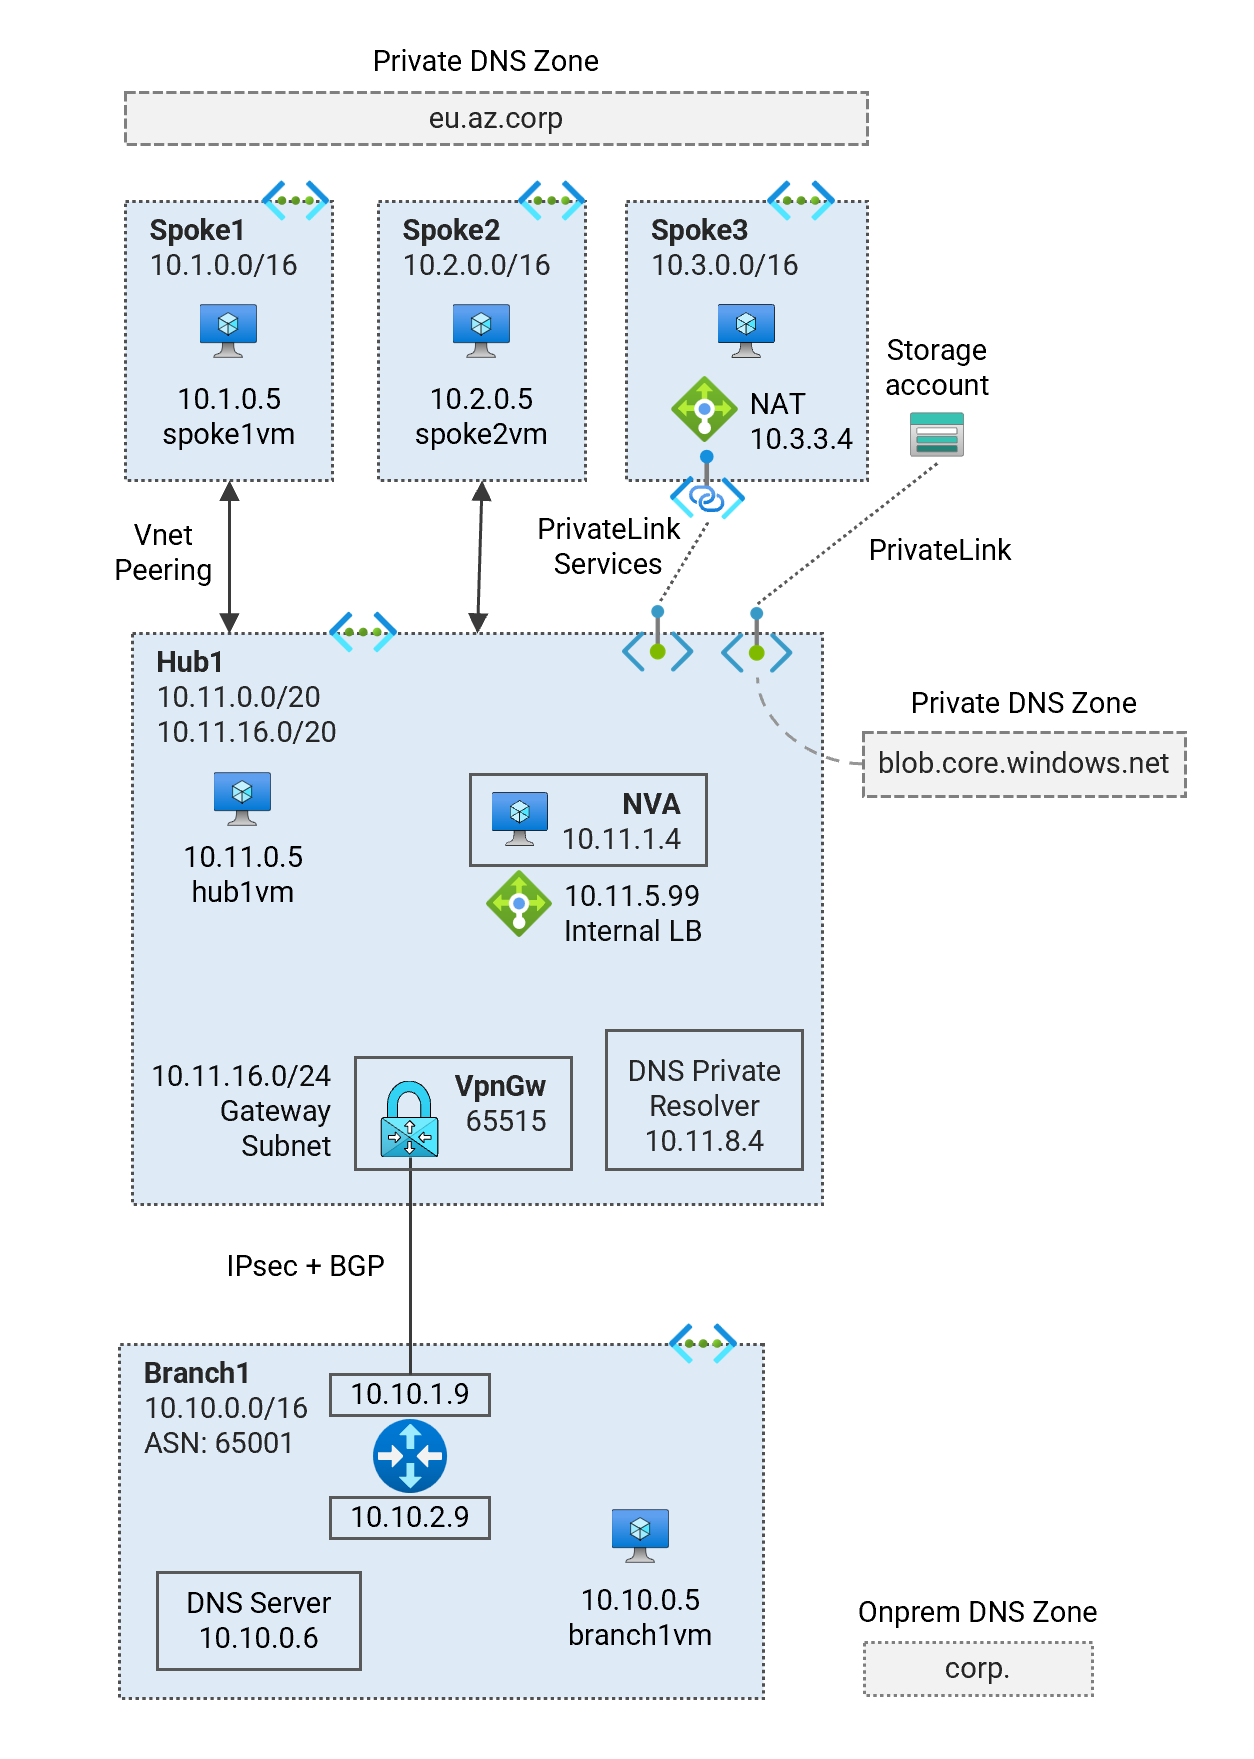 Private DNS Zone
eu.az.corp
Spoke1
10.1.0.0/16
10.1.0.5
spoke1vm
Spoke2
10.2.0.0/16
10.2.0.5
spoke2vm
Spoke3
10.3.0.0/16
NAT
10.3.3.4
Storage
account
Vnet
Peering
PrivateLink
Services
PrivateLink
Hub1
10.11.0.0/20
10.11.16.0/20
10.11.0.5
hub1vm
NVA
10.11.1.4
10.11.5.99
Internal LB
Private DNS Zone
blob.core.windows.net
10.11.16.0/24
Gateway
Subnet
VpnGw
65515
DNS Private
Resolver
10.11.8.4
IPsec + BGP
Branch1
10.10.0.0/16
ASN: 65001
10.10.1.9
10.10.2.9
DNS Server
10.10.0.6
10.10.0.5
branch1vm
Onprem DNS Zone
corp.